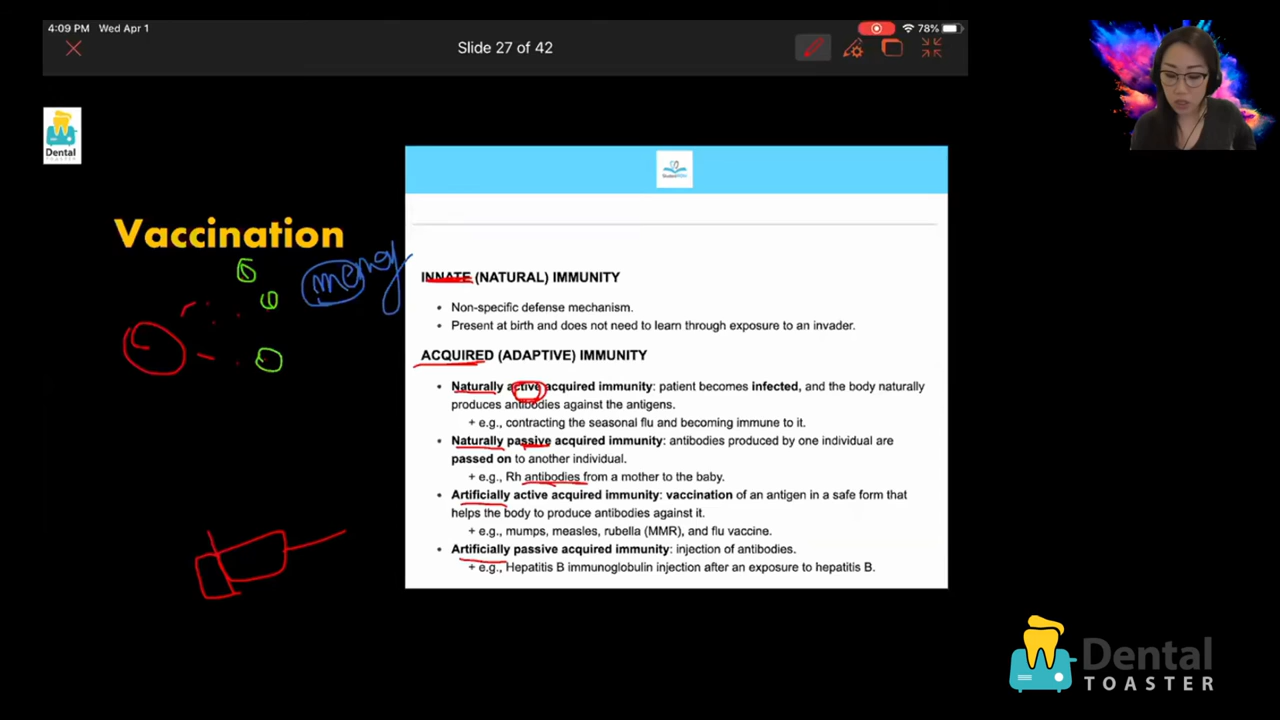 4:09 PM Wed Apr 1
78%
Slide 27 of 42
Dental
TOASTER
Vaccination
INNATE (NATURAL) IMMUNITY
• Non-specific defense mechanism.
• Present at birth and does not need to learn through exposure to an invader.
ACQUIRED (ADAPTIVE) IMMUNITY
• Naturally active acquired immunity: patient becomes infected, and the body naturally
produces antibodies against the antigens.
+ e.g., contracting the seasonal flu and becoming immune to it.
• Naturally passive acquired immunity: antibodies produced by one individual are
passed on to another individual.
+ e.g., Rh antibodies from a mother to the baby.
• Artificially active acquired immunity: vaccination of an antigen in a safe form that
helps the body to produce antibodies against it.
+ e.g., mumps, measles, rubella (MMR), and flu vaccine.
• Artificially passive acquired immunity: injection of antibodies.
+ e.g., Hepatitis B immunoglobulin injection after an exposure to hepatitis B.
Dental
TOASTER